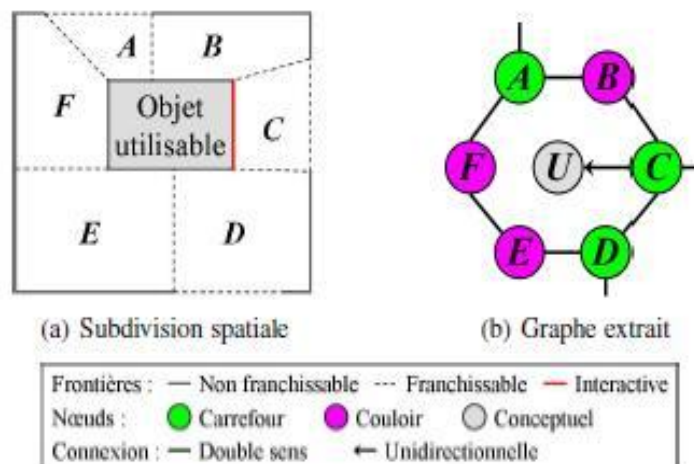 A
B
Objet
utilisable
F
C
E
D
A
B
F
U
C
E
D
(a) Subdivision spatiale
(b) Graphe extrait
Frontières : Non franchissable Franchissable Interactive
Nœuds : Carrefour Couloir Conceptuel
Connexion : Double sens Unidirectionnelle